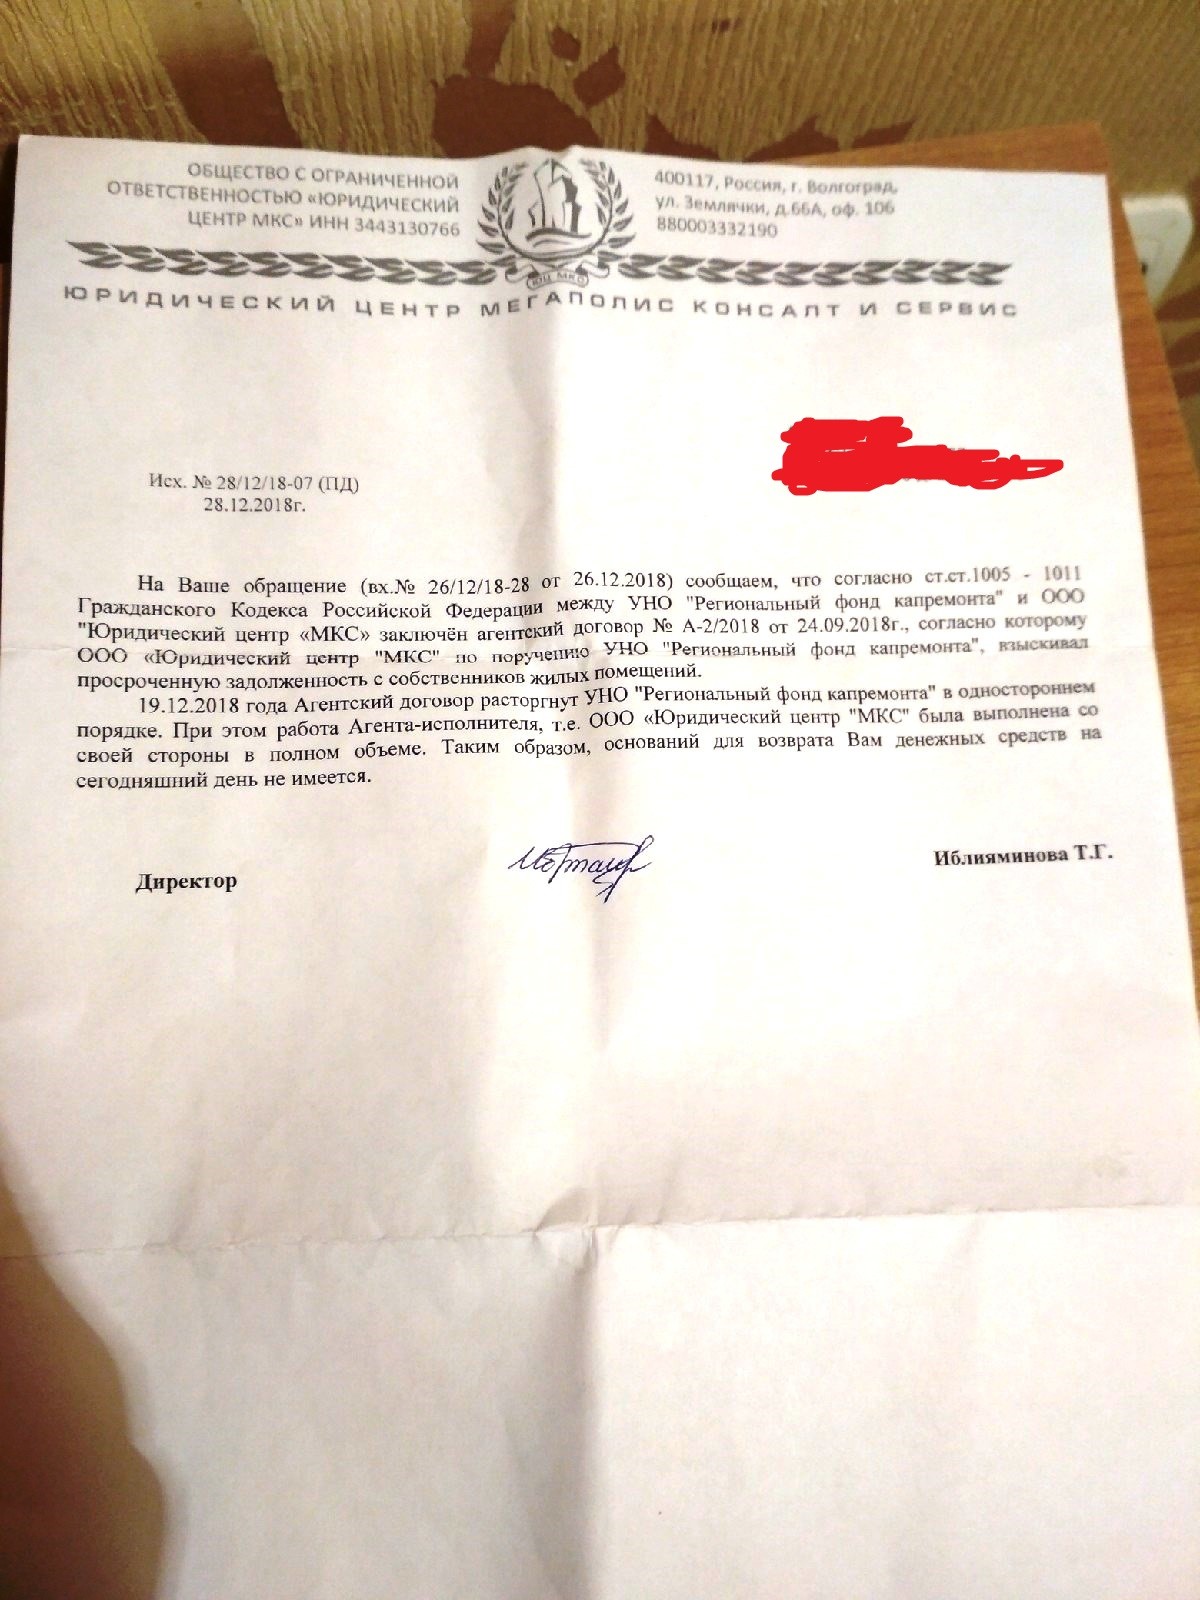 ОБЩЕСТВО С ОГРАНИЧЕННОЙ
ОТВЕТСТВЕННОСТЬЮ «ЮРИДИЧЕСКИЙ
ЦЕНТР МКС» ИНН 3443130766
400117, Россия, г. Волгоград,
ул. Землячки, д.66А, оф. 106
880003332190
ЮЦ МКС
ЮРИДИЧЕСКИЙ ЦЕНТР МЕГАПОЛИС КОНСАЛТ И СЕРВИС
Исх. № 28/12/18-07 (ПД)
28.12.2018г.
На Ваше обращение (вх.№ 26/12/18-28 от 26.12.2018) сообщаем, что согласно ст.ст.1005 - 1011
Гражданского Кодекса Российской Федерации между УНО "Региональный фонд капремонта" и ООО
"Юридический центр «МКС» заключён агентский договор № А-2/2018 от 24.09.2018г., согласно которому
ООО «Юридический центр "МКС" по поручению УНО "Региональный фонд капремонта", взыскивал
просроченную задолженность с собственников жилых помещений.
19.12.2018 года Агентский договор расторгнут УНО "Региональный фонд капремонта" в одностороннем
порядке. При этом работа Агента-исполнителя, т.е. ООО «Юридический центр "МКС" была выполнена со
своей стороны в полном объеме. Таким образом, оснований для возврата Вам денежных средств на
сегодняшний день не имеется.
Директор
Иблияминова Т.Г.